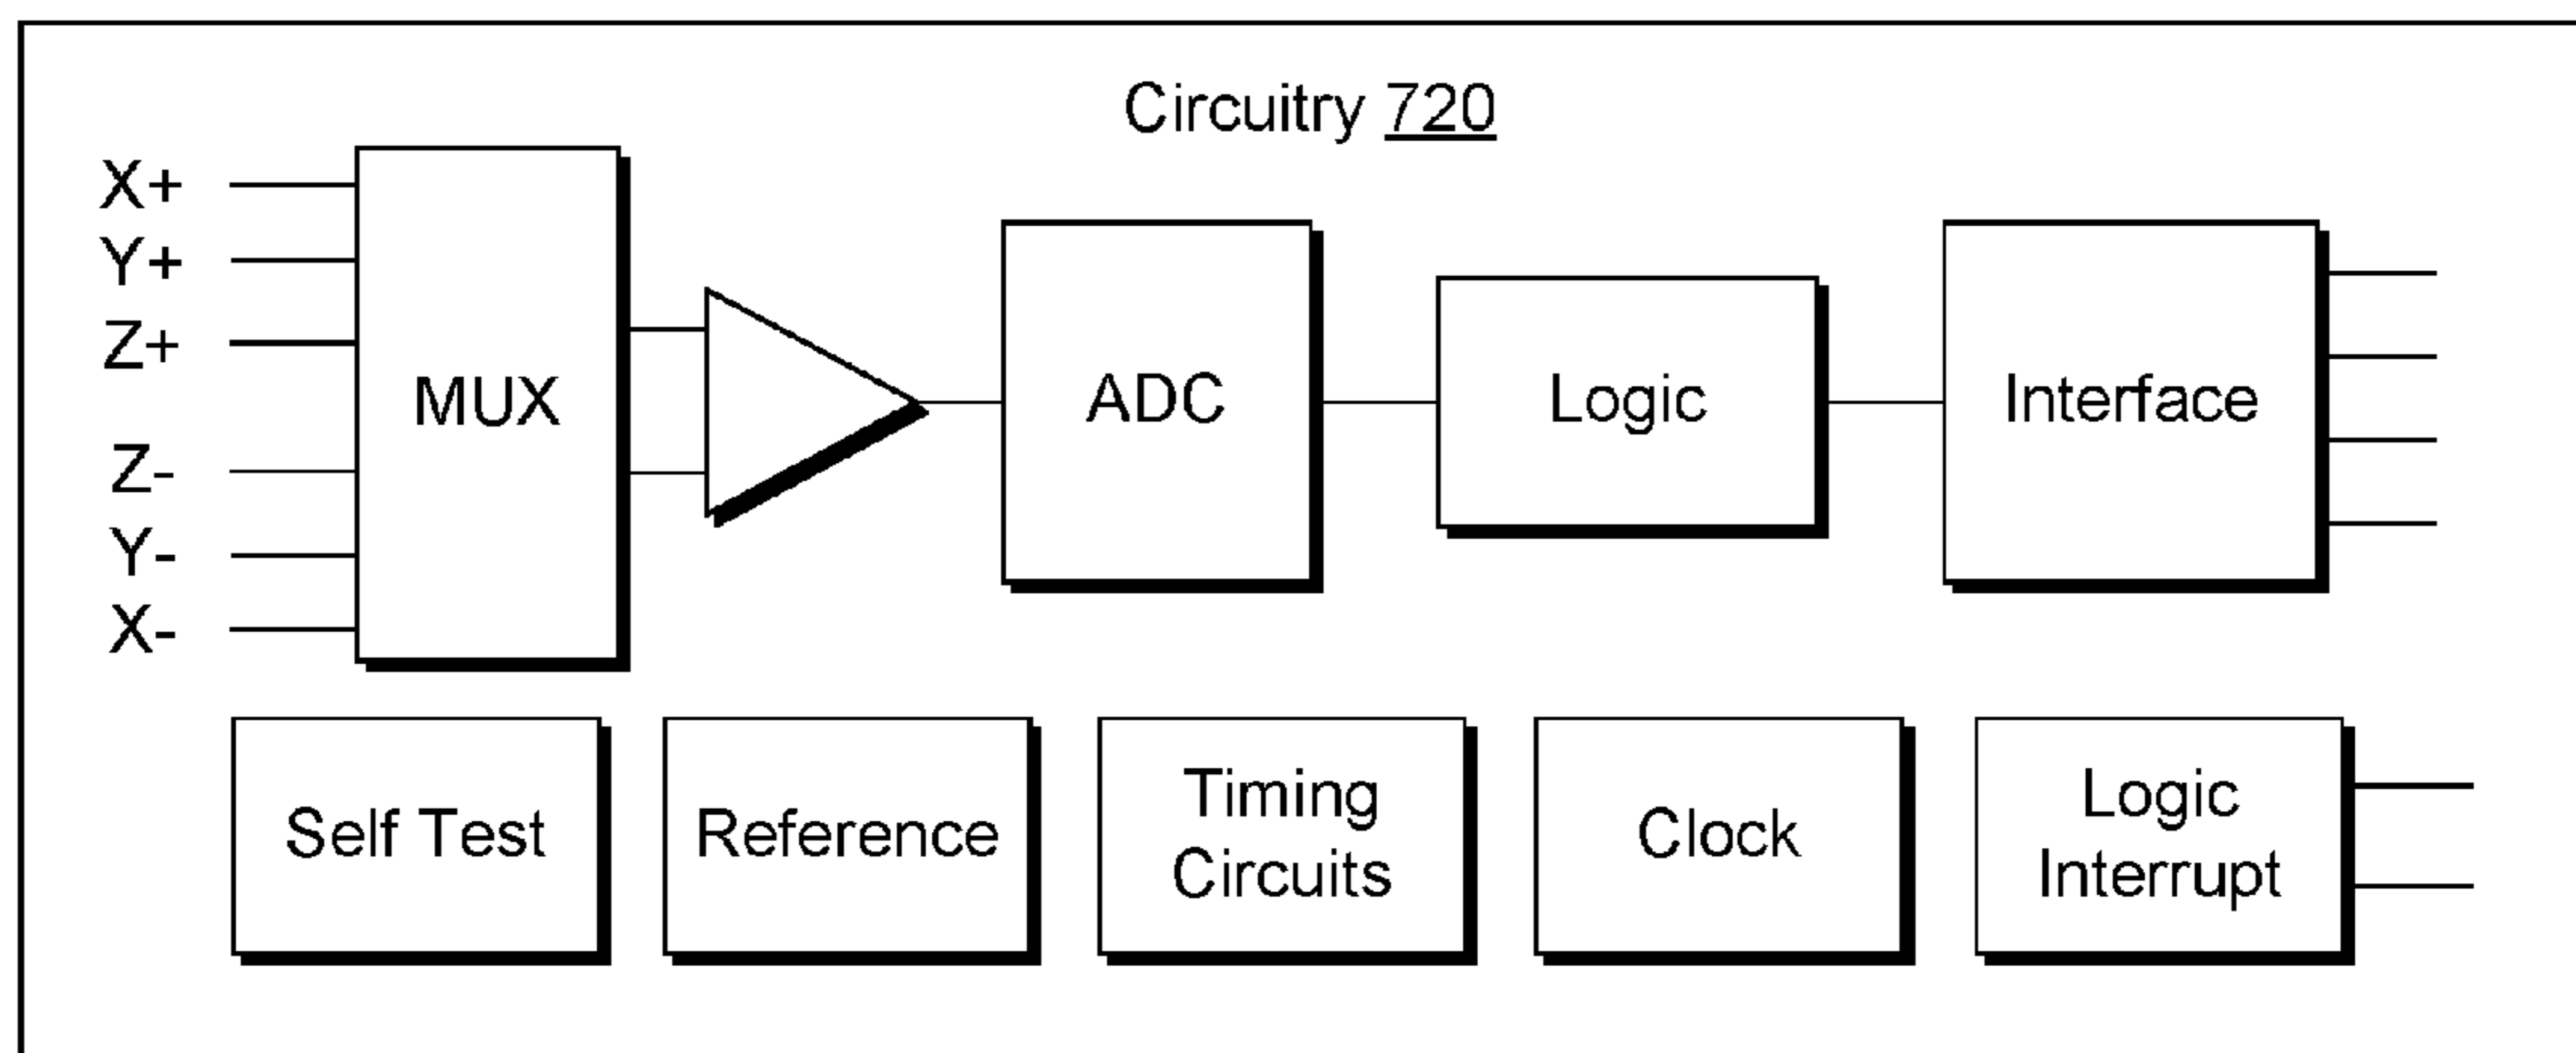 Circuitry 720
X+
Y+
Z+
Z-
Y-
X-
MUX
ADC
Logic
Interface
Self Test
Reference
Timing
Circuits
Clock
Logic
Interrupt